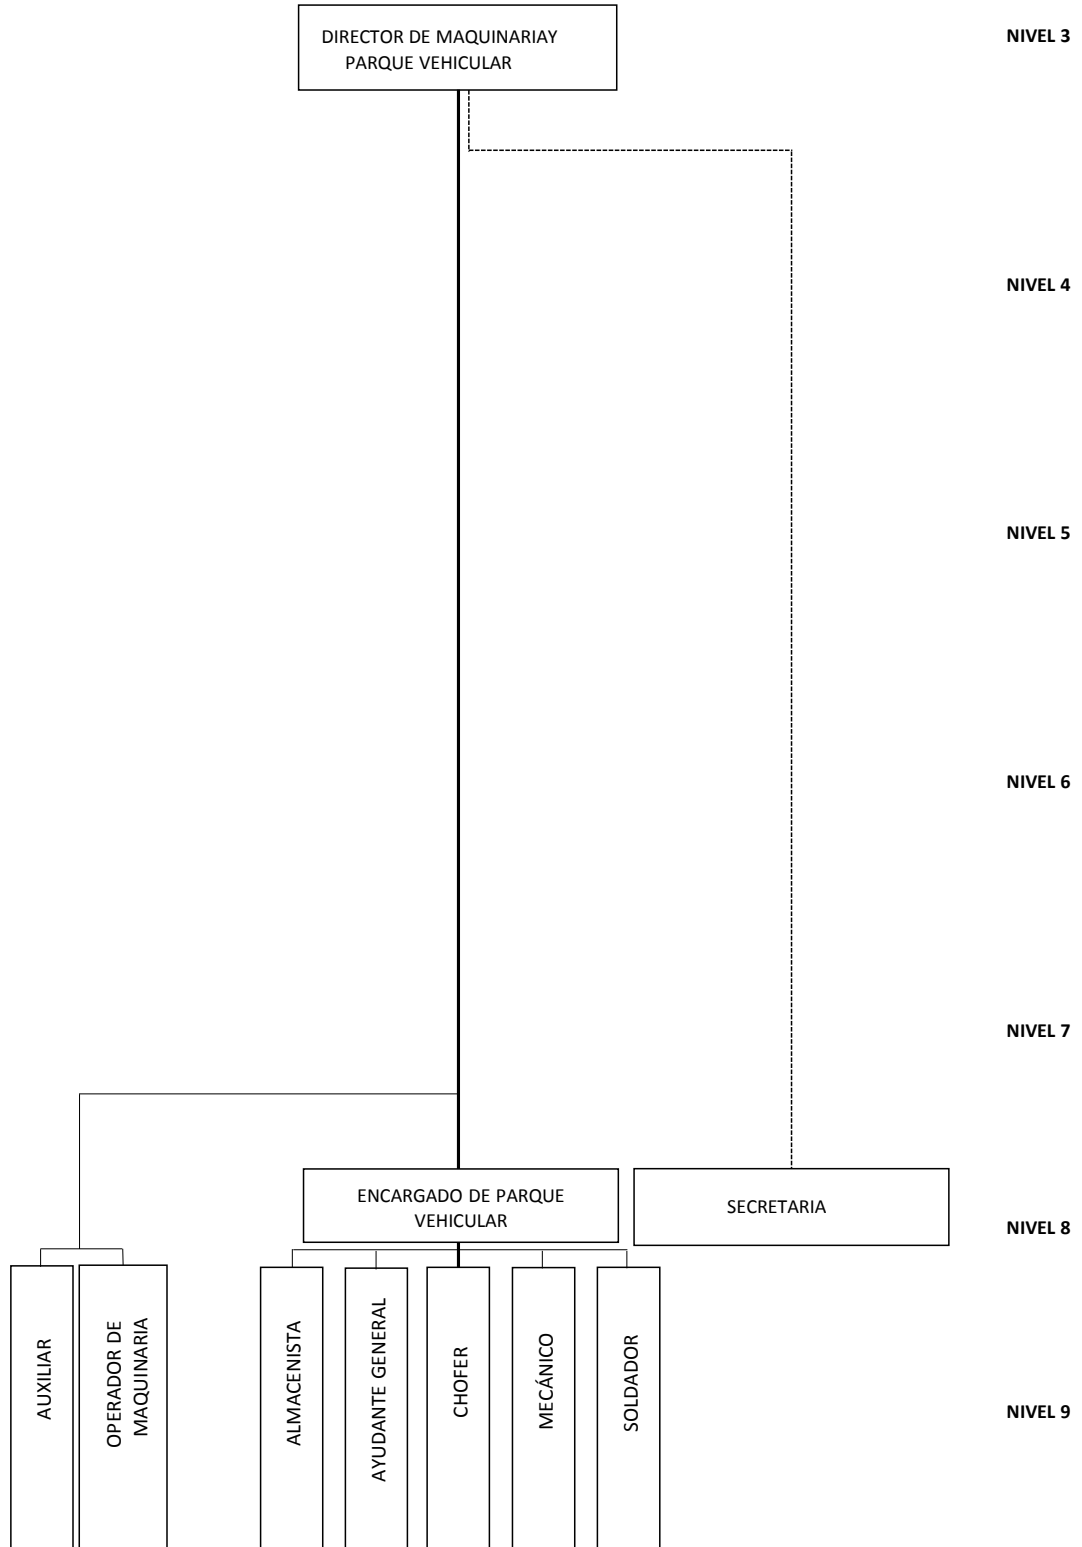 DIRECTOR DE MAQUINARIAY
PARQUE VEHICULAR
NIVEL 3
NIVEL 4
NIVEL 5
NIVEL 6
NIVEL 7
ENCARGADO DE PARQUE
VEHICULAR
SECRETARIA
NIVEL 8
AUXILIAR
OPERADOR DE
MAQUINARIA
ALMACENISTA
AYUDANTE GENERAL
CHOFER
MECÁNICO
SOLDADOR
NIVEL 9